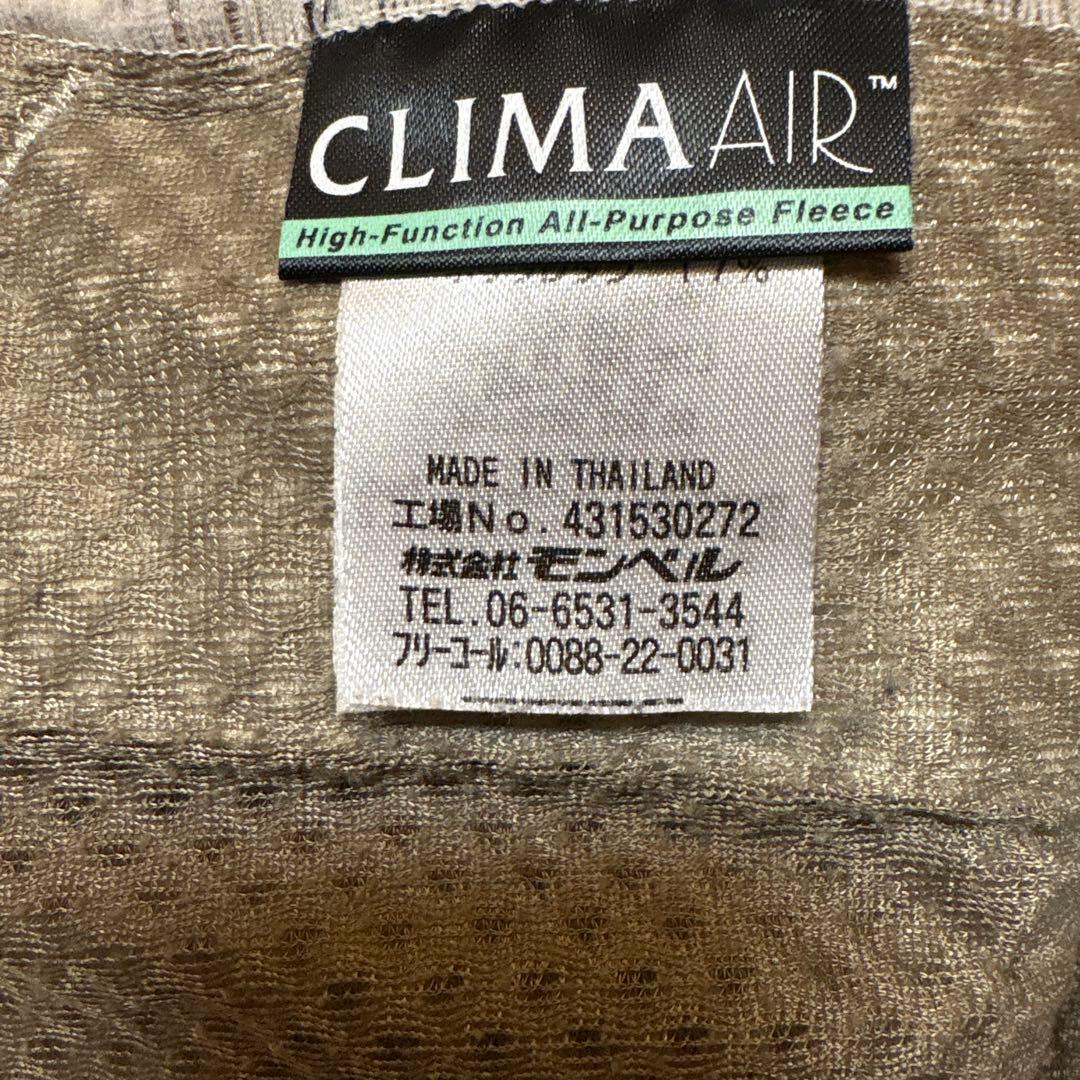 CLIMAAIR™
High-Function All-Purpose Fleece
MADE IN THAILAND
工場No. 431530272
株式会社モンベル
TEL.06-6531-3544
フリーコール:0088-22-0031